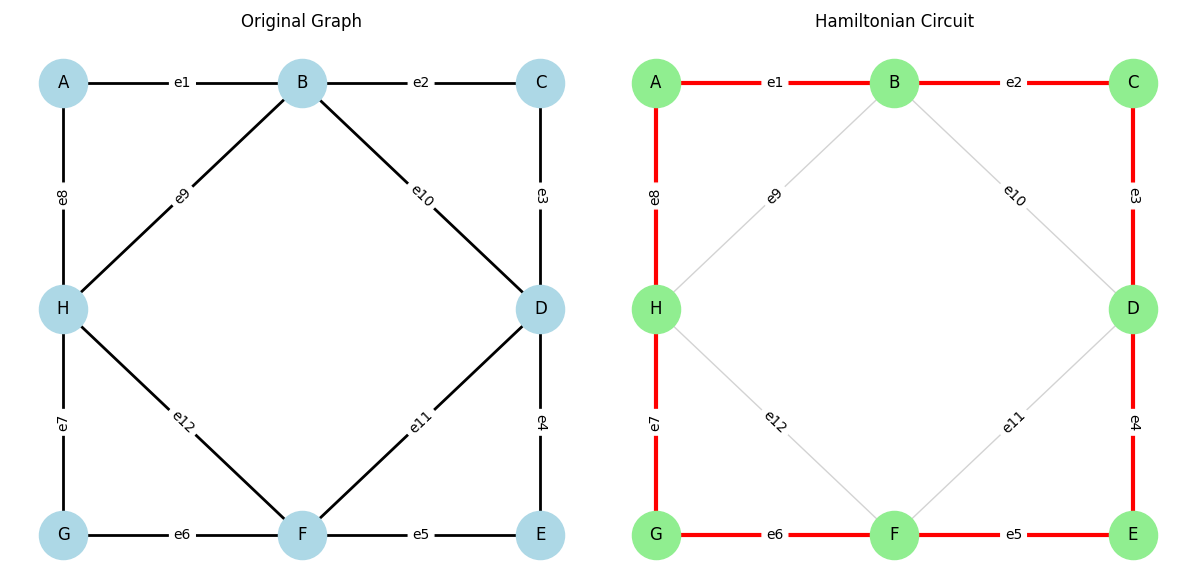 Original Graph
A e1 B e2 C
e8 e9 e10 e3
H D
e7 e12 e11 e4
G e6 F e5 E
Hamiltonian Circuit
A e1 B e2 C
e8 e9 e10 e3
H D
e7 e12 e11 e4
G e6 F e5 E